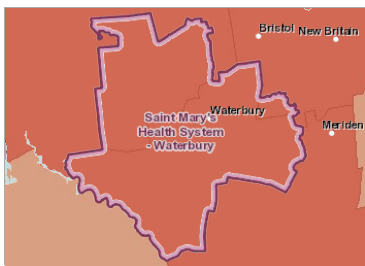 Bristol
New Britain
Waterbury
Saint Mary's
Health System
- Waterbury
Meriden